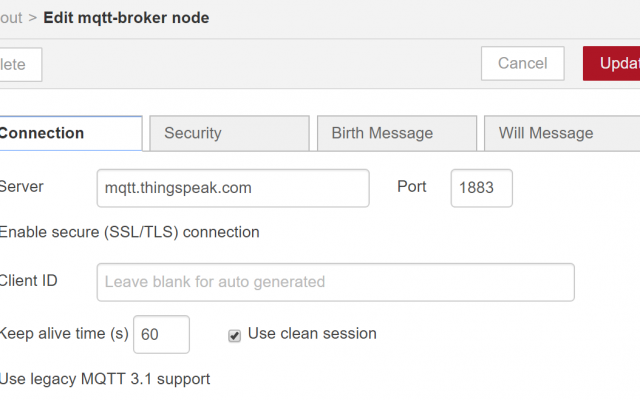 out > Edit mqtt-broker node
lete Cancel Updat
Connection Security Birth Message Will Message
Server mqtt.thingspeak.com Port 1883
Enable secure (SSL/TLS) connection
Client ID Leave blank for auto generated
Keep alive time (s) 60 Use clean session
Use legacy MQTT 3.1 support